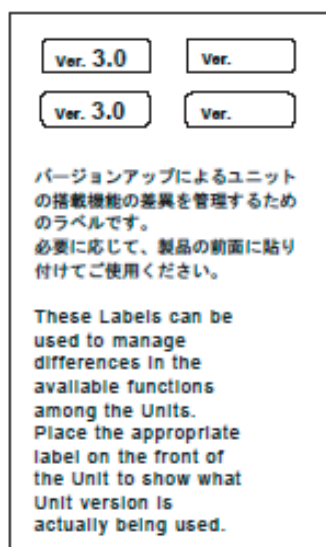 Ver. 3.0
Ver.
Ver. 3.0
Ver.
バージョンアップによるユニット
の搭載機能の差異を管理するため
のラベルです。
必要に応じて、製品の前面に貼り
付けてご使用ください。
These Labels can be
used to manage
differences in the
available functions
among the Units.
Place the appropriate
label on the front of
the Unit to show what
Unit version is
actually being used.